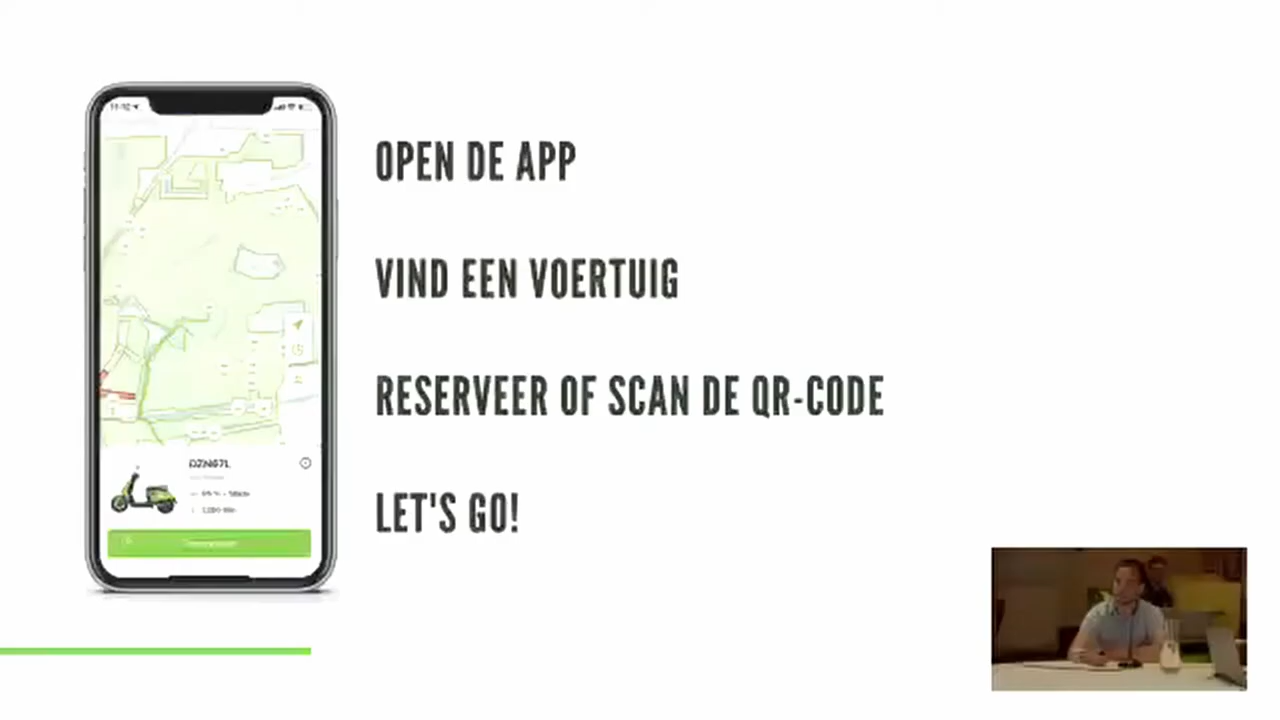 OPEN DE APP
VIND EEN VOERTUIG
RESERVEER OF SCAN DE QR-CODE
LET'S GO!